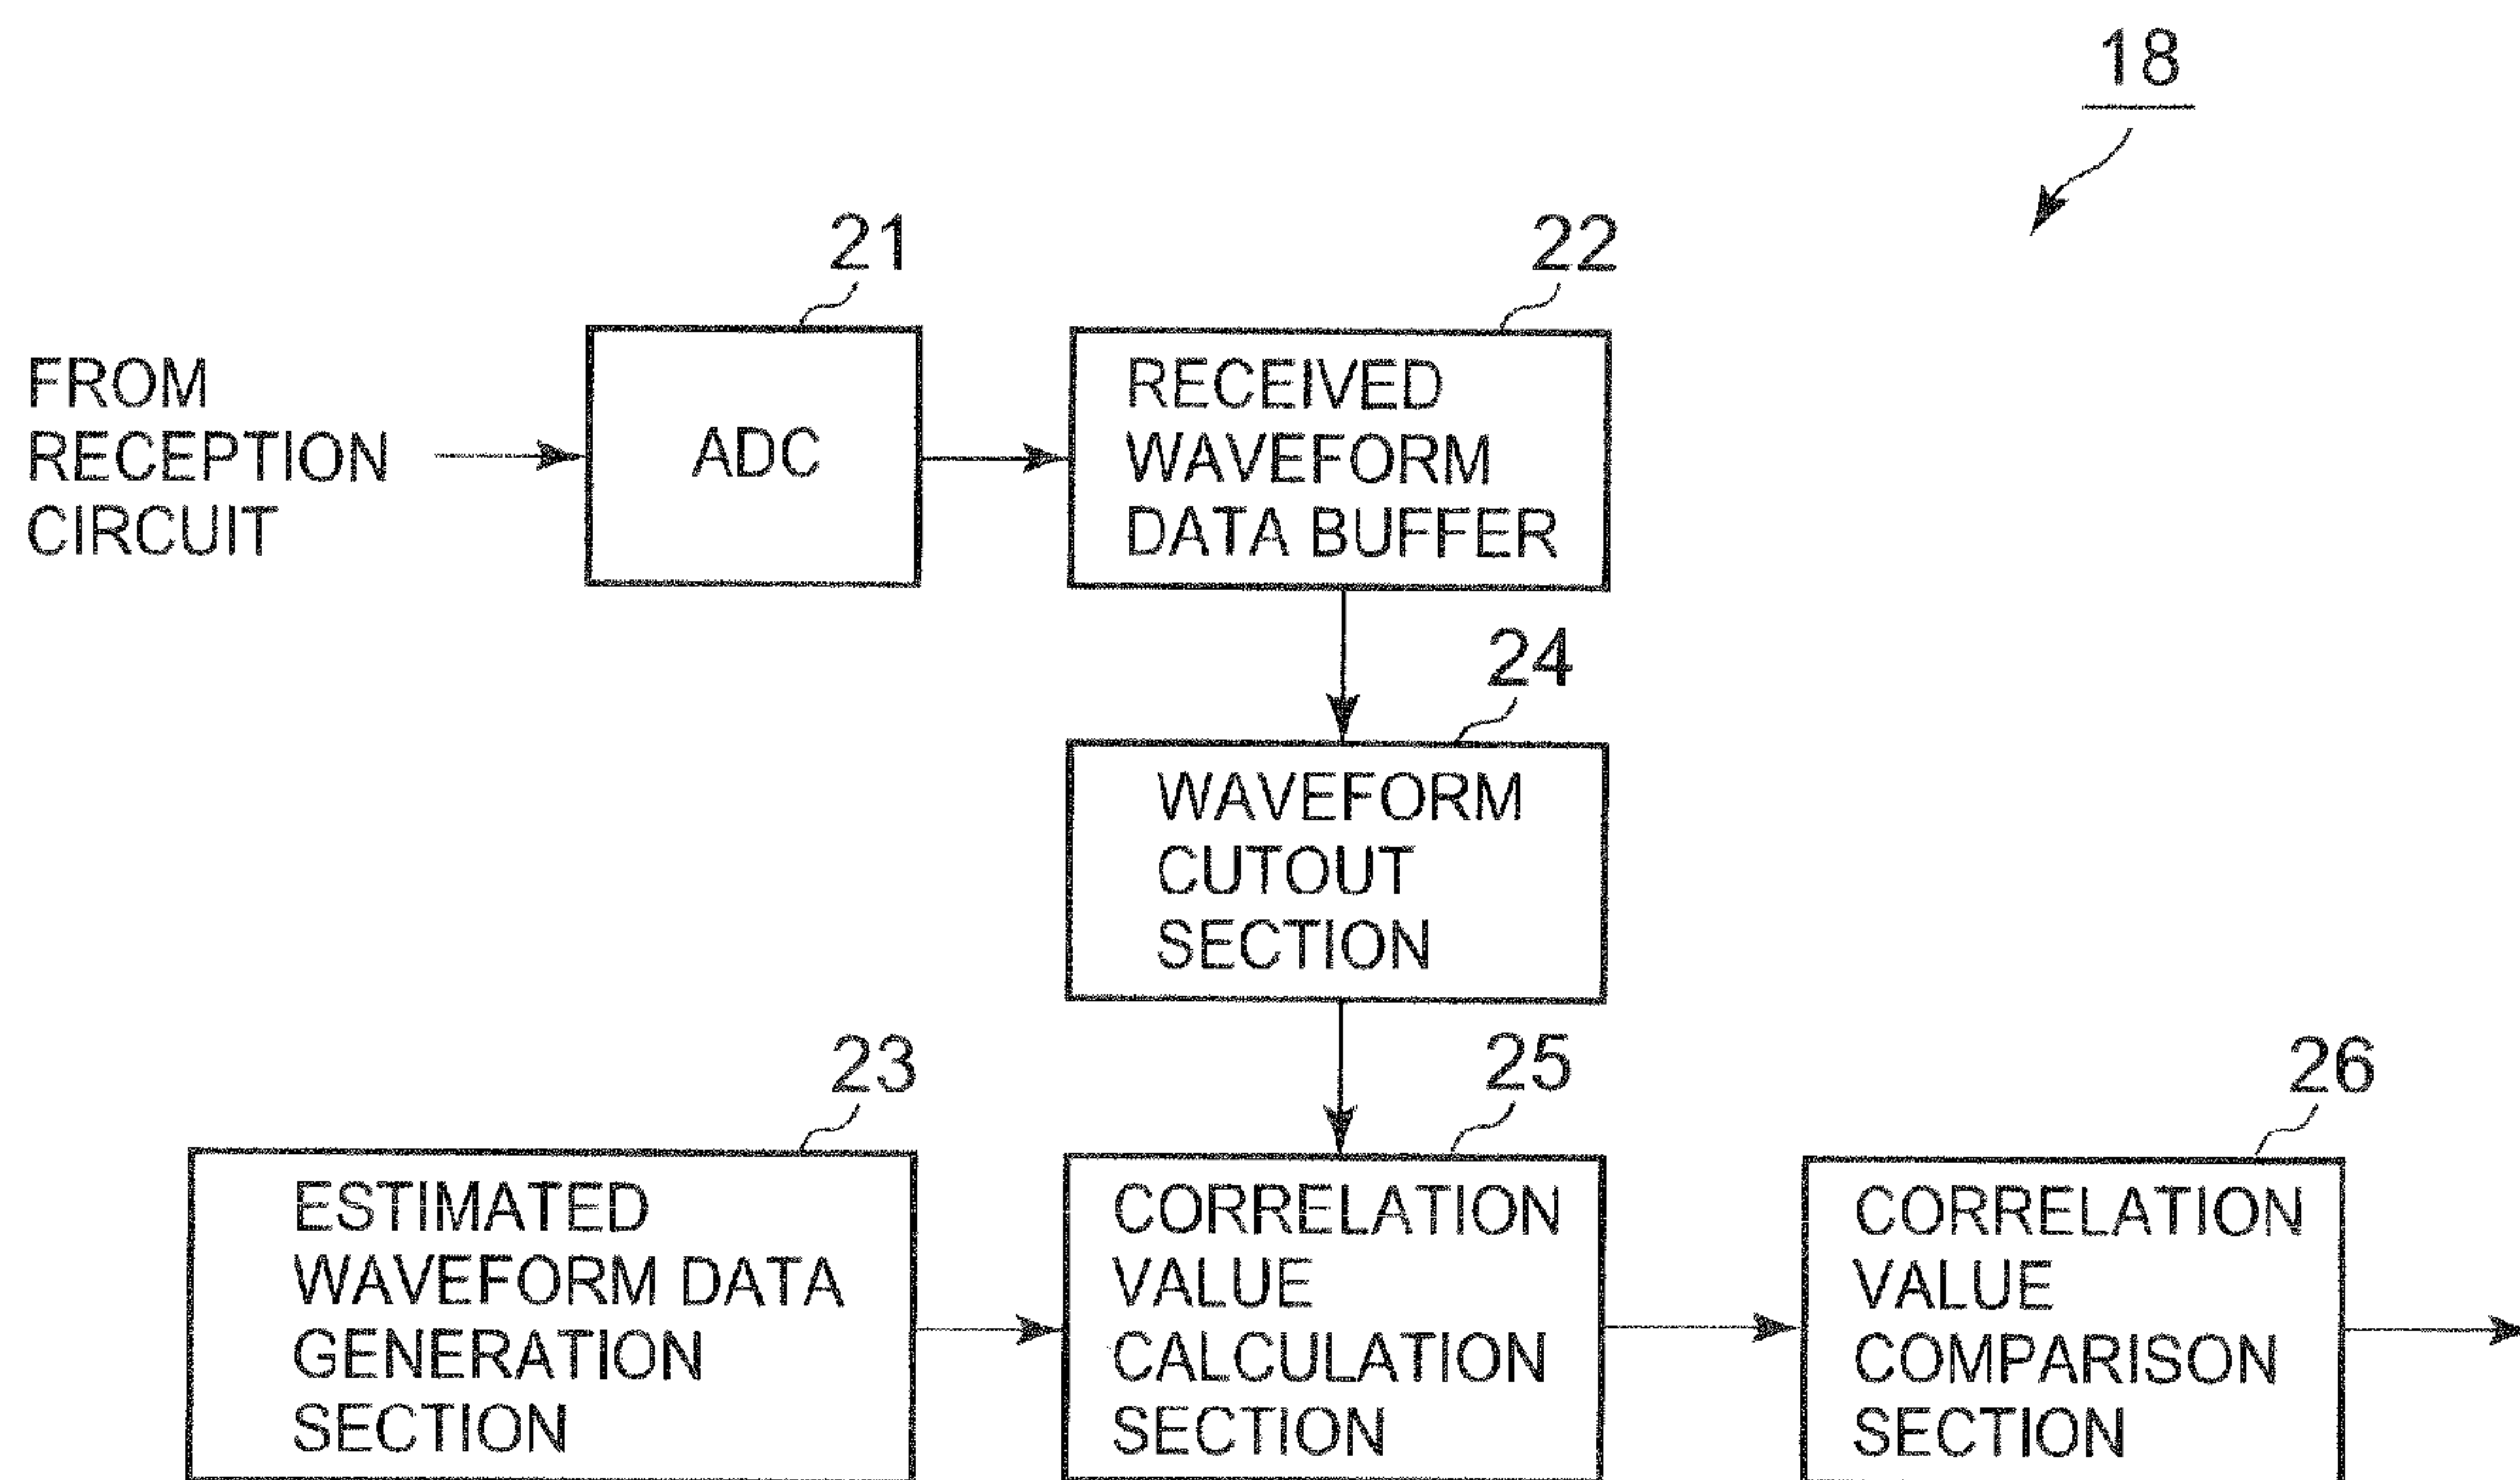 18
21
22
FROM
RECEPTION
CIRCUIT
ADC
RECEIVED
WAVEFORM
DATA BUFFER
24
WAVEFORM
CUTOUT
SECTION
23
25
26
ESTIMATED
WAVEFORM DATA
GENERATION
SECTION
CORRELATION
VALUE
CALCULATION
SECTION
CORRELATION
VALUE
COMPARISON
SECTION